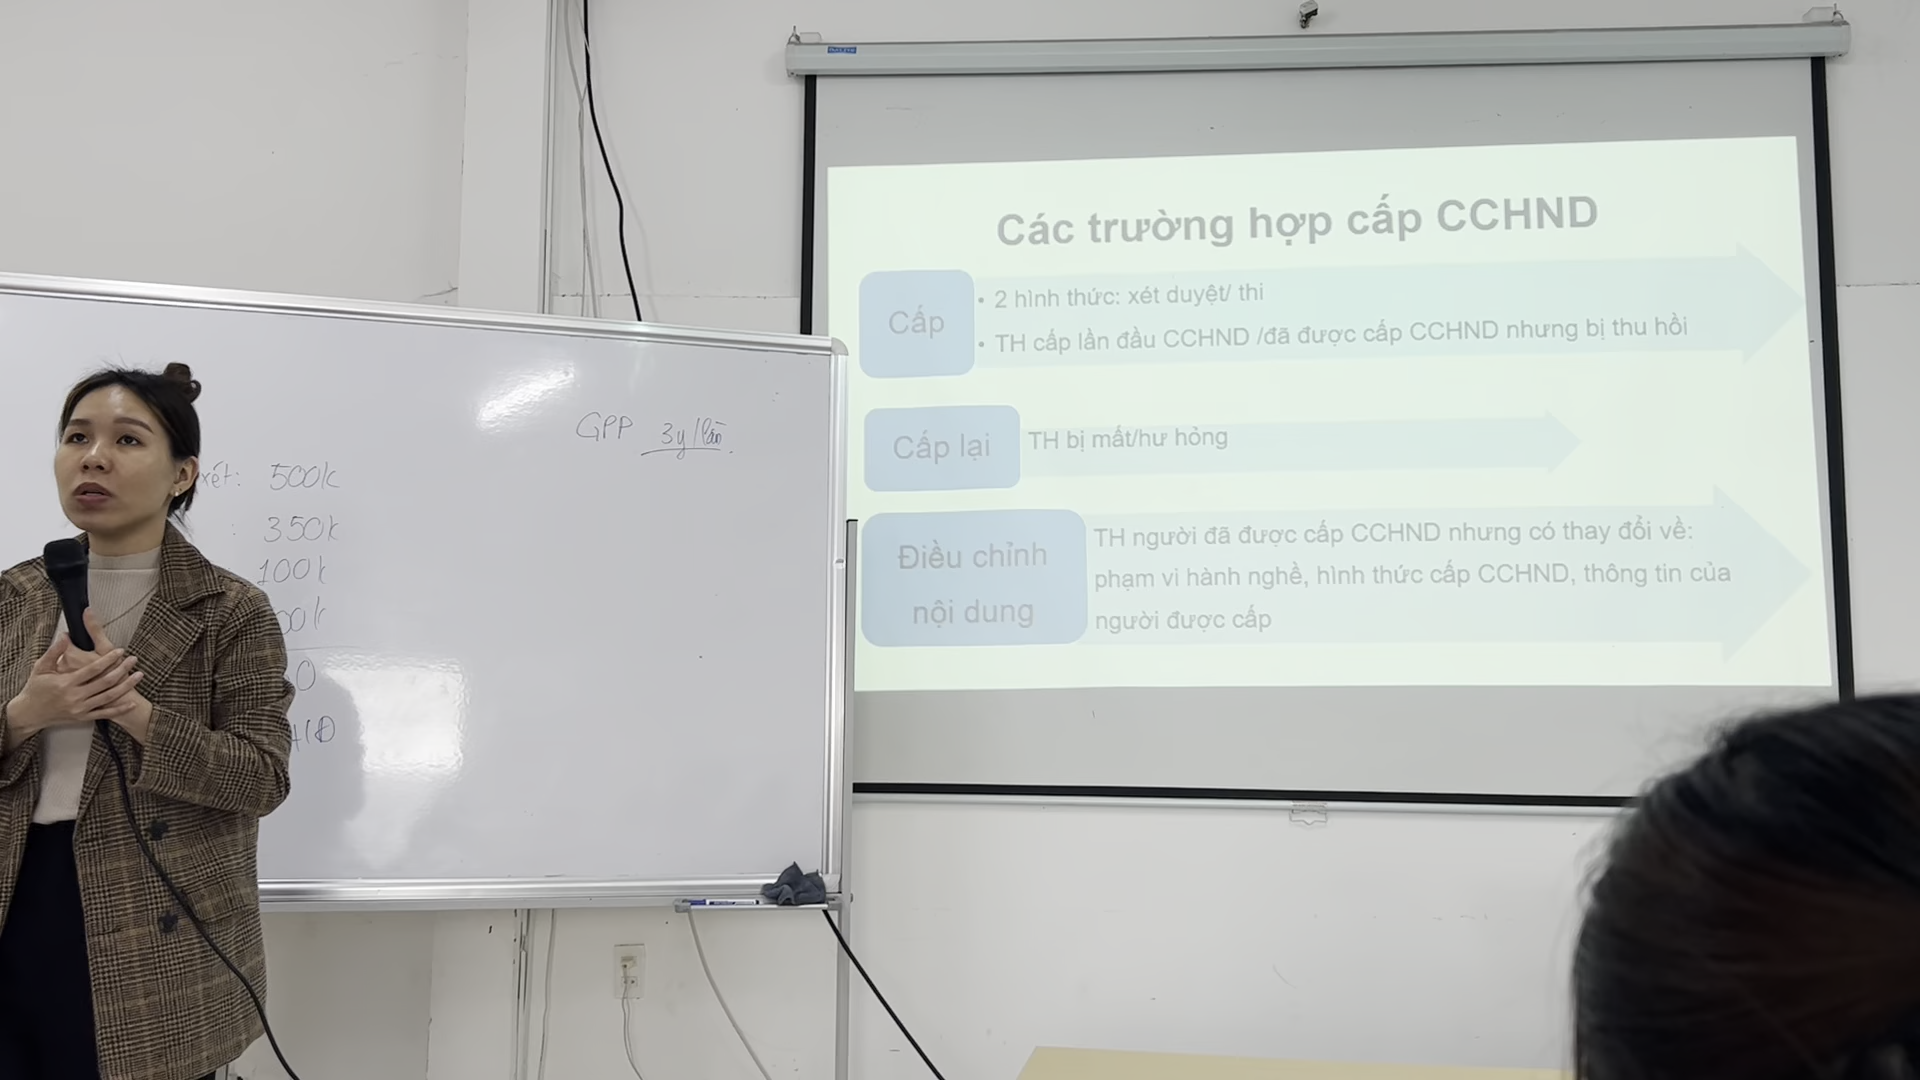 Các trường hợp cấp CCHND
Cấp
• 2 hình thức: xét duyệt/ thi
• TH cấp lần đầu CCHND /đã được cấp CCHND nhưng bị thu hồi
Cấp lại
TH bị mất/hư hỏng
Điều chỉnh
nội dung
TH người đã được cấp CCHND nhưng có thay đổi về:
phạm vi hành nghề, hình thức cấp CCHND, thông tin của
người được cấp
GPP 3y/lần.
xét: 500k
: 350k
100k